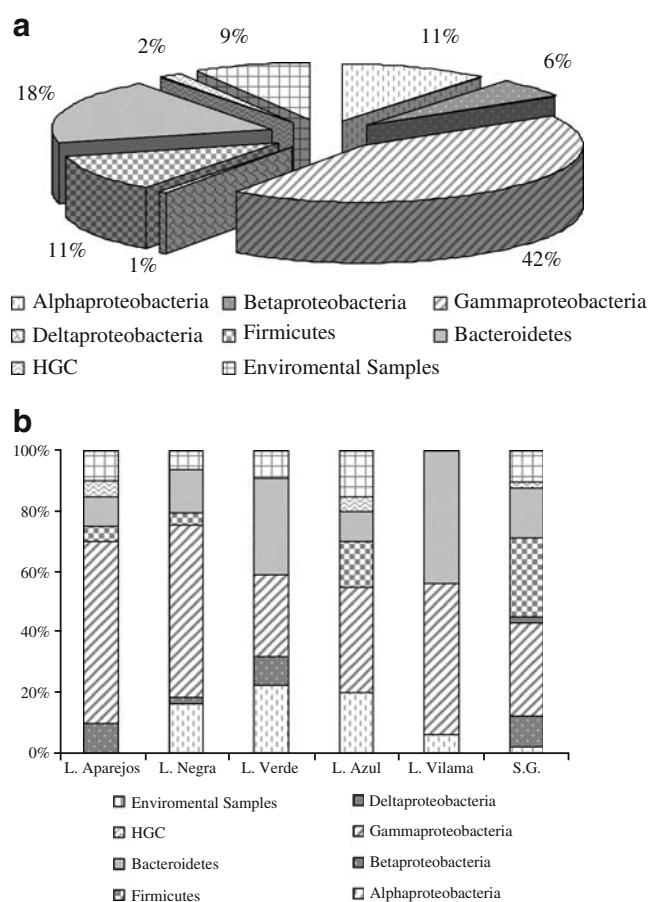 a
2%
9%
11%
6%
18%
11%
1%
42%
Alphaproteobacteria Betaproteobacteria Gammaproteobacteria
Deltaproteobacteria Firmicutes Bacteroidetes
HGC Enviromental Samples
b
100%
80%
60%
40%
20%
0%
L. Aparejos L. Negra L. Verde L. Azul L. Vilama S.G.
Enviromental Samples Deltaproteobacteria
HGC Gammaproteobacteria
Bacteroidetes Betaproteobacteria
Firmicutes Alphaproteobacteria